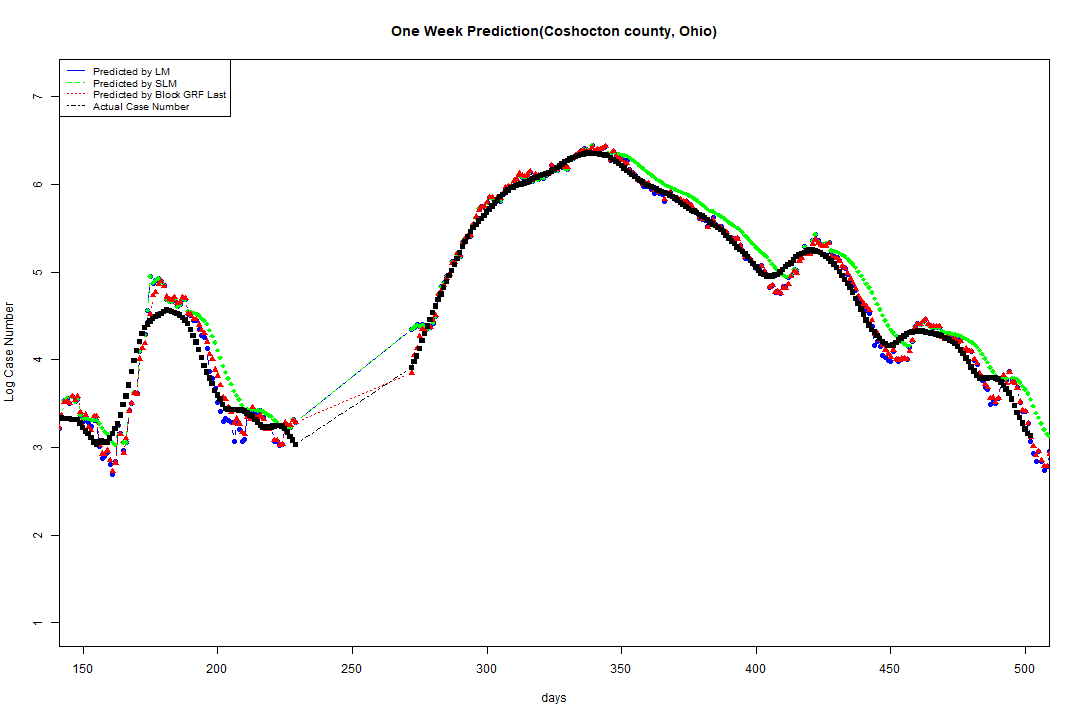 One Week Prediction(Coshocton county, Ohio)
Predicted by LM
Predicted by SLM
Predicted by Block GRF Last
Actual Case Number
7
6
5
4
3
2
1
Log Case Number
150 200 250 300 350 400 450 500
days